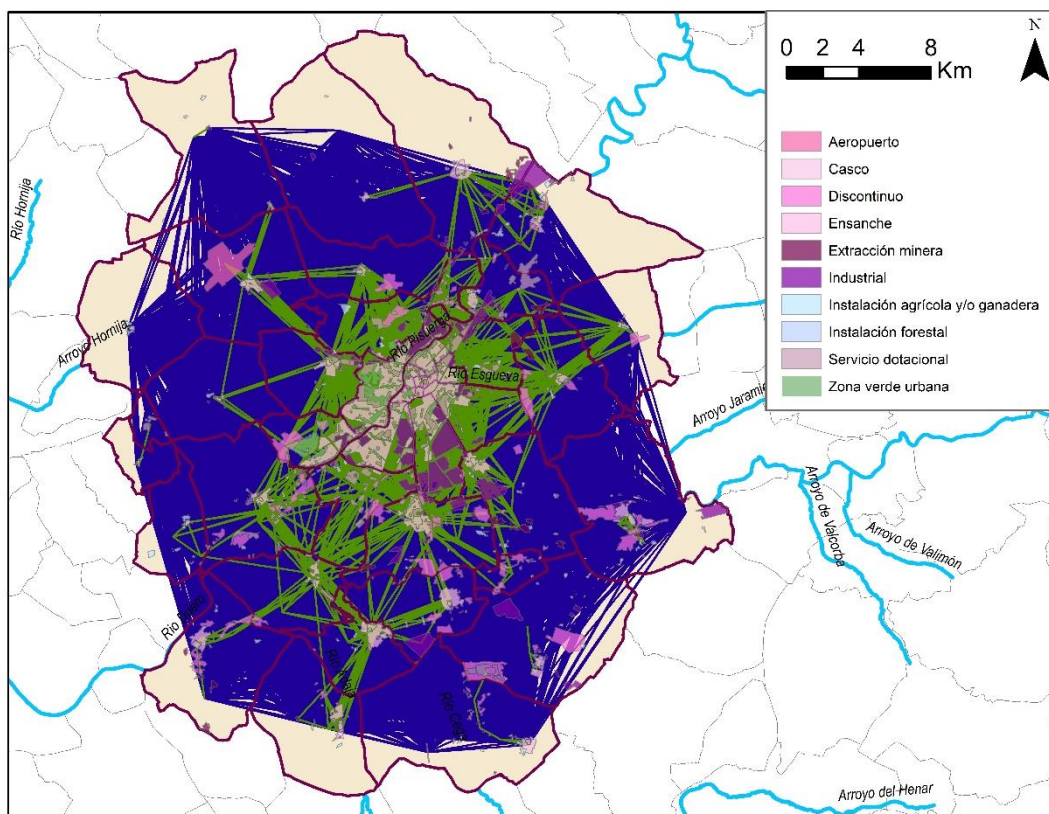 N
0 2 4 8
Km
Aeropuerto
Casco
Discontinuo
Ensanche
Extracción minera
Industrial
Instalación agrícola y/o ganadera
Instalación forestal
Servicio dotacional
Zona verde urbana
Río Hornija
Arroyo Hornija
Río Pisuerga
Río Esgueva
Arroyo Jaramiel
Arroyo de Valcorba
Arroyo de Valimón
Río Duero
Río
Río Cega
Arroyo del Henar